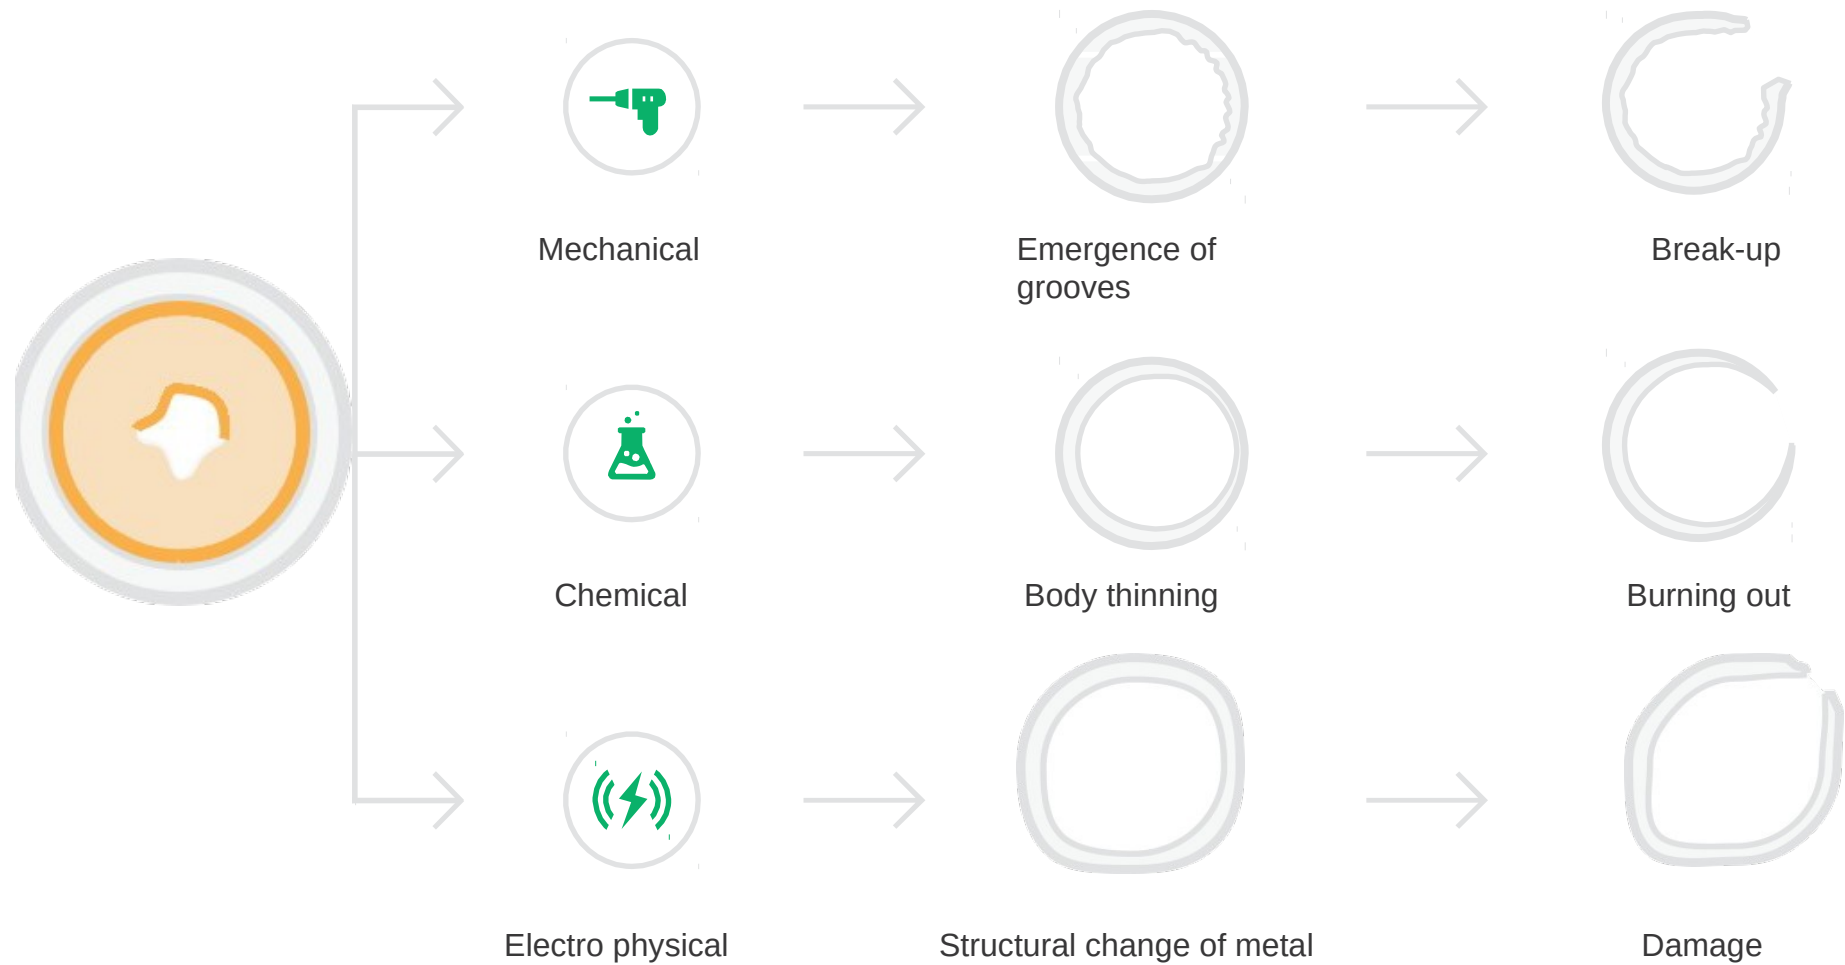 Mechanical
Emergence of
grooves
Break-up
Chemical
Body thinning
Burning out
Electro physical
Structural change of metal
Damage